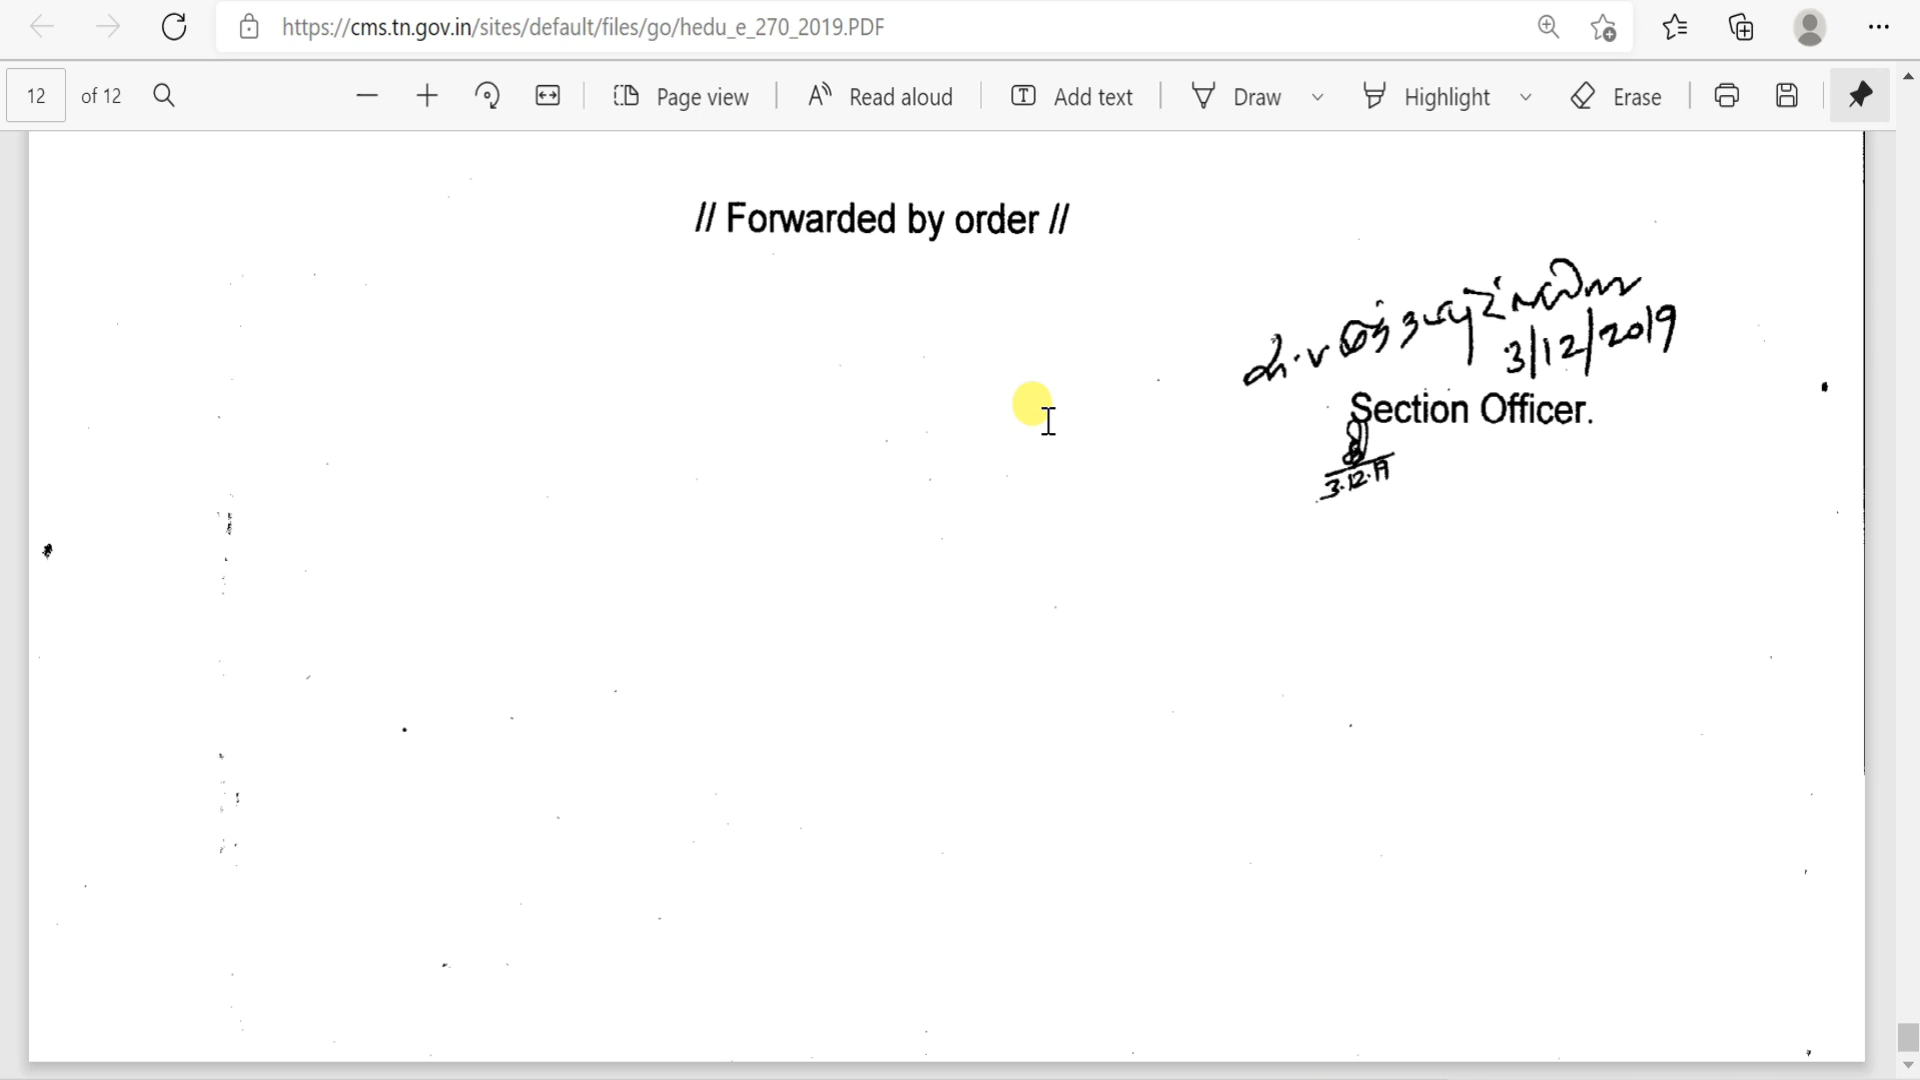 https://cms.tn.gov.in/sites/default/files/go/hedu_e_270_2019.PDF
12 of 12 Page view Read aloud Add text Draw Highlight Erase
// Forwarded by order //
3/12/2019
Section Officer.
3.12.19